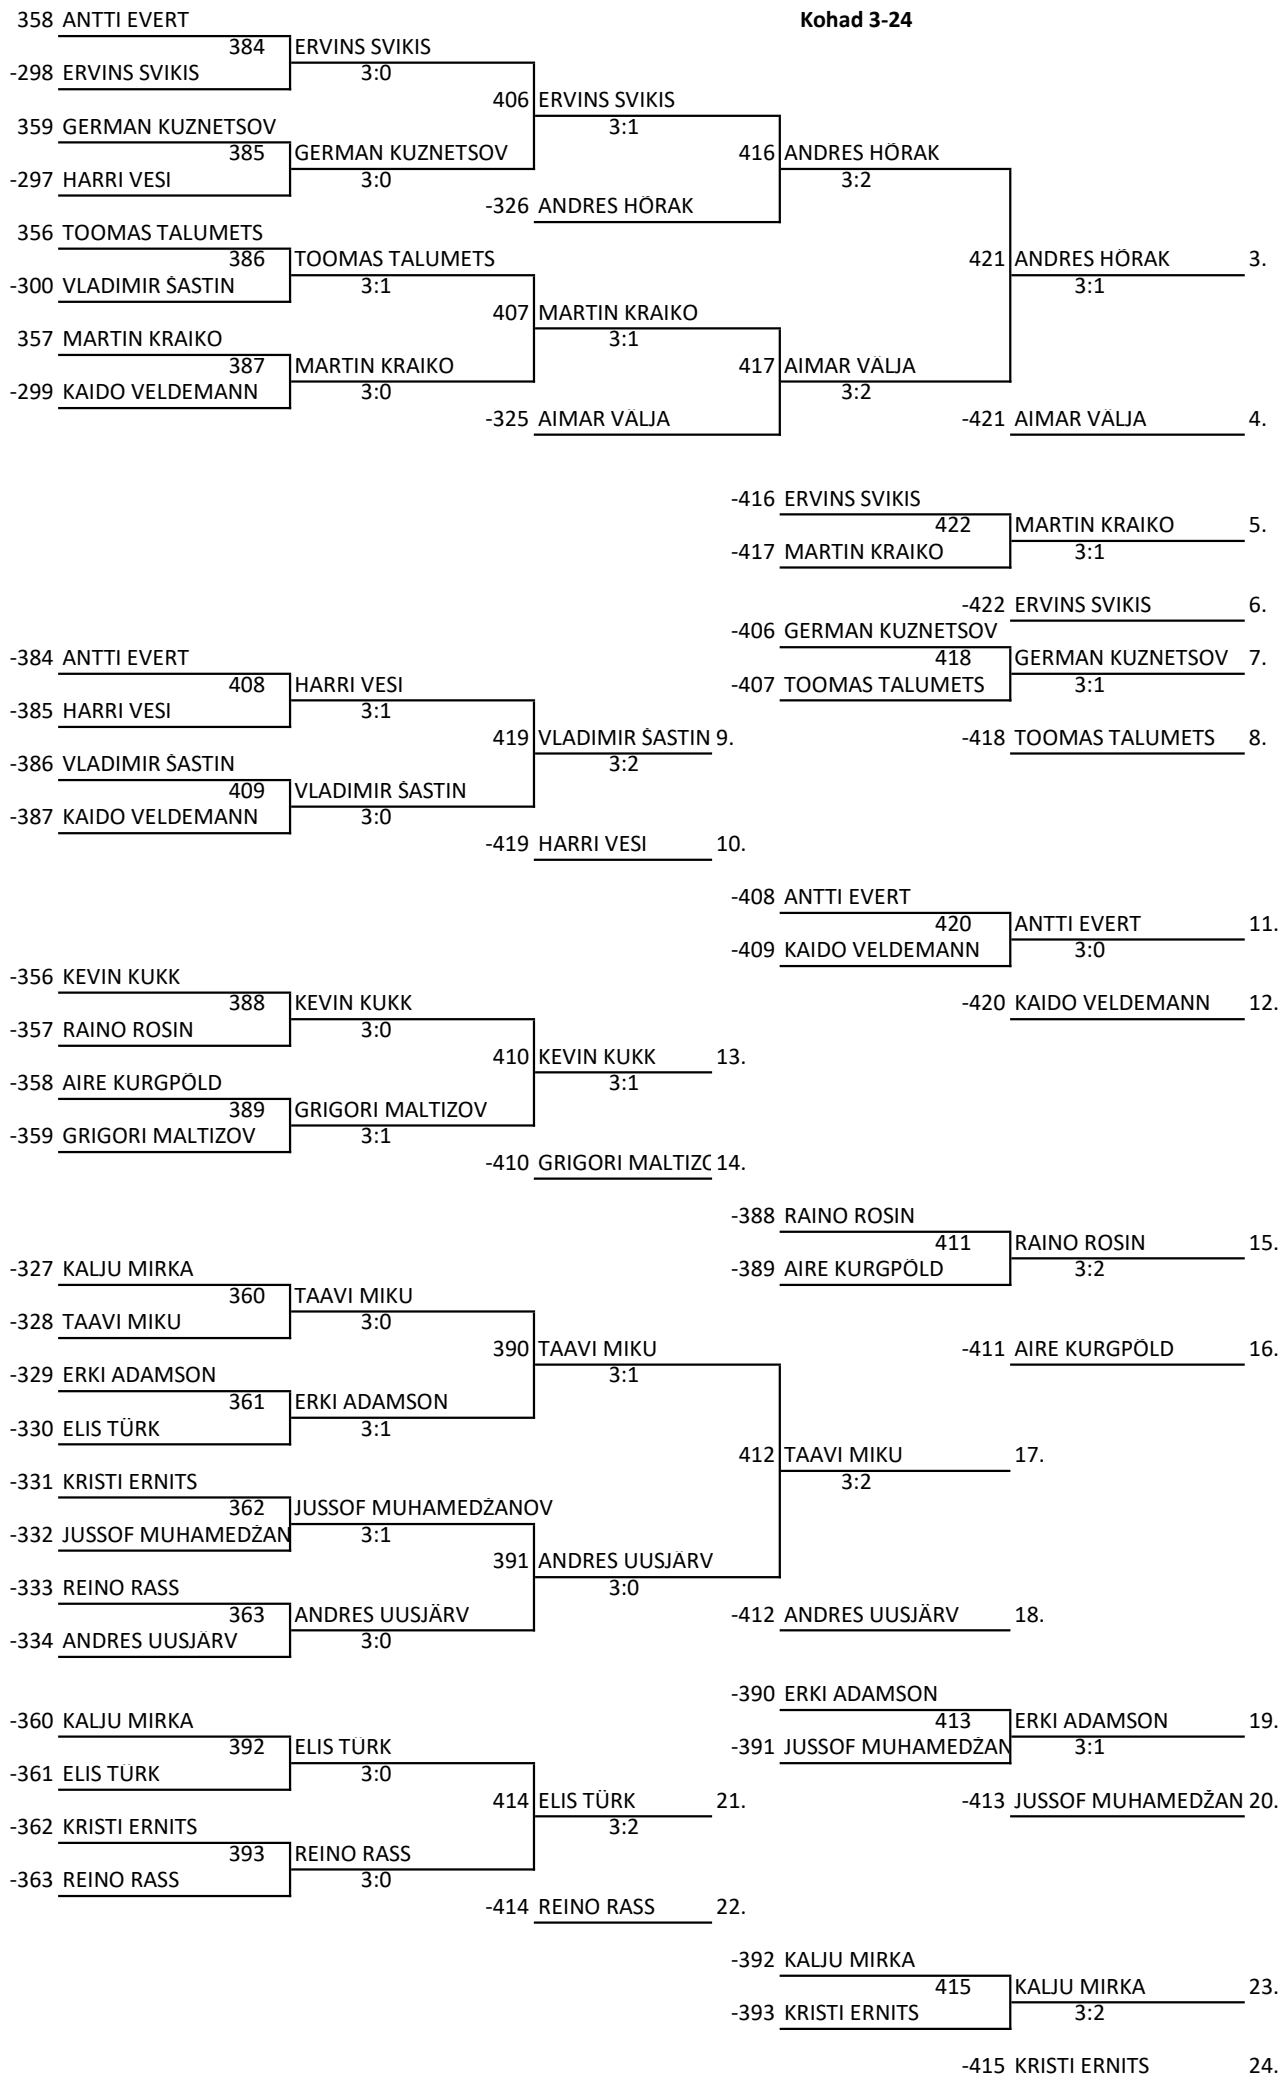 358 ANTTI EVERT Kohad 3-24
384 ERVINS SVIKIS
-298 ERVINS SVIKIS 3:0
406 ERVINS SVIKIS
359 GERMAN KUZNETSOV 3:1
385 GERMAN KUZNETSOV 416 ANDRES HÕRAK
-297 HARRI VESI 3:0 3:2
-326 ANDRES HÕRAK
356 TOOMAS TALUMETS
386 TOOMAS TALUMETS 421 ANDRES HÕRAK 3.
-300 VLADIMIR ŠASTIN 3:1 3:1
407 MARTIN KRAIKO
357 MARTIN KRAIKO 3:1
387 MARTIN KRAIKO 417 AIMAR VÄLJA
-299 KAIDO VELDEMANN 3:0 3:2
-325 AIMAR VÄLJA -421 AIMAR VÄLJA 4.
-416 ERVINS SVIKIS
422 MARTIN KRAIKO 5.
-417 MARTIN KRAIKO 3:1
-422 ERVINS SVIKIS 6.
-406 GERMAN KUZNETSOV
-384 ANTTI EVERT 418 GERMAN KUZNETSOV 7.
408 HARRI VESI -407 TOOMAS TALUMETS 3:1
-385 HARRI VESI 3:1
419 VLADIMIR ŠASTIN 9. -418 TOOMAS TALUMETS 8.
-386 VLADIMIR ŠASTIN 3:2
409 VLADIMIR ŠASTIN
-387 KAIDO VELDEMANN 3:0
-419 HARRI VESI 10.
-408 ANTTI EVERT
420 ANTTI EVERT 11.
-409 KAIDO VELDEMANN 3:0
-356 KEVIN KUKK
388 KEVIN KUKK -420 KAIDO VELDEMANN 12.
-357 RAINO ROSIN 3:0
410 KEVIN KUKK 13.
-358 AIRE KURGPÕLD 3:1
389 GRIGORI MALTIZOV
-359 GRIGORI MALTIZOV 3:1
-410 GRIGORI MALTIZO 14.
-388 RAINO ROSIN
411 RAINO ROSIN 15.
-327 KALJU MIRKA -389 AIRE KURGPÕLD 3:2
360 TAAVI MIKU
-328 TAAVI MIKU 3:0
390 TAAVI MIKU -411 AIRE KURGPÕLD 16.
-329 ERKI ADAMSON 3:1
361 ERKI ADAMSON
-330 ELIS TÜRK 3:1
412 TAAVI MIKU 17.
-331 KRISTI ERNITS 3:2
362 JUSSOF MUHAMEDŽANOV
-332 JUSSOF MUHAMEDŽAN 3:1
391 ANDRES UUSJÄRV
-333 REINO RASS 3:0
363 ANDRES UUSJÄRV -412 ANDRES UUSJÄRV 18.
-334 ANDRES UUSJÄRV 3:0
-390 ERKI ADAMSON
-360 KALJU MIRKA 413 ERKI ADAMSON 19.
392 ELIS TÜRK -391 JUSSOF MUHAMEDŽAN 3:1
-361 ELIS TÜRK 3:0
414 ELIS TÜRK 21. -413 JUSSOF MUHAMEDŽAN 20.
-362 KRISTI ERNITS 3:2
393 REINO RASS
-363 REINO RASS 3:0
-414 REINO RASS 22.
-392 KALJU MIRKA
415 KALJU MIRKA 23.
-393 KRISTI ERNITS 3:2
-415 KRISTI ERNITS 24.